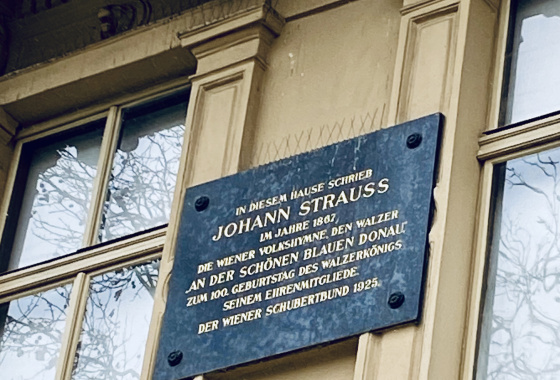 IN DIESEM HAUSE SCHRIEB
JOHANN STRAUSS
IM JAHRE 1867
DIE WIENER VOLKSHYMNE, DEN WALZER
„AN DER SCHÖNEN BLAUEN DONAU."
ZUM 100. GEBURTSTAG DES WALZERKÖNIGS
SEINEM EHRENMITGLIEDE.
DER WIENER SCHUBERTBUND 1925.